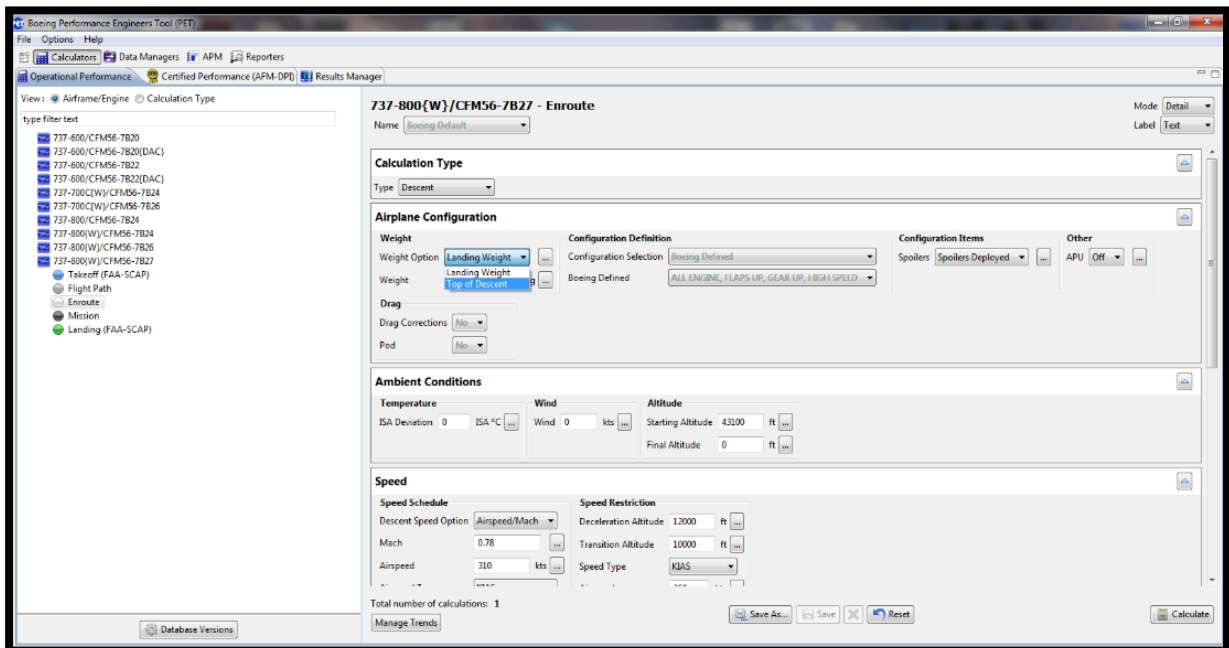 Boeing Performance Engineers Tool (PET)
File Options Help
Calculators Data Managers APM Reporters
Operational Performance Certified Performance (AFM-DPI) Results Manager
View: Airframe/Engine Calculation Type
type filter text
737-600/CFM56-7B20
737-600/CFM56-7B20(DAC)
737-600/CFM56-7B22
737-600/CFM56-7B22(DAC)
737-700C(W)/CFM56-7B24
737-700C(W)/CFM56-7B26
737-800/CFM56-7B24
737-800(W)/CFM56-7B24
737-800(W)/CFM56-7B26
737-800(W)/CFM56-7B27
Takeoff (FAA-SCAP)
Flight Path
Enroute
Mission
Landing (FAA-SCAP)
Database Versions
737-800{W}/CFM56-7B27 - Enroute
Mode Detail
Name Boeing Default
Label Text
Calculation Type
Type Descent
Airplane Configuration
Weight Configuration Definition Configuration Items Other
Weight Option Landing Weight ... Configuration Selection Boeing Defined Spoilers Spoilers Deployed ... APU Off ...
Landing Weight
Top of Descent
Weight g ... Boeing Defined ALL ENGINE, FLAPS UP, GEAR UP, HIGH SPEED
Drag
Drag Corrections No
Pod No
Ambient Conditions
Temperature Wind Altitude
ISA Deviation 0 ISA °C ... Wind 0 kts ... Starting Altitude 43100 ft ...
Final Altitude 0 ft ...
Speed
Speed Schedule Speed Restriction
Descent Speed Option Airspeed/Mach Deceleration Altitude 12000 ft ...
Mach 0.78 ... Transition Altitude 10000 ft ...
Airspeed 310 kts ... Speed Type KIAS
Total number of calculations: 1
Manage Trends Save As... Save Reset Calculate